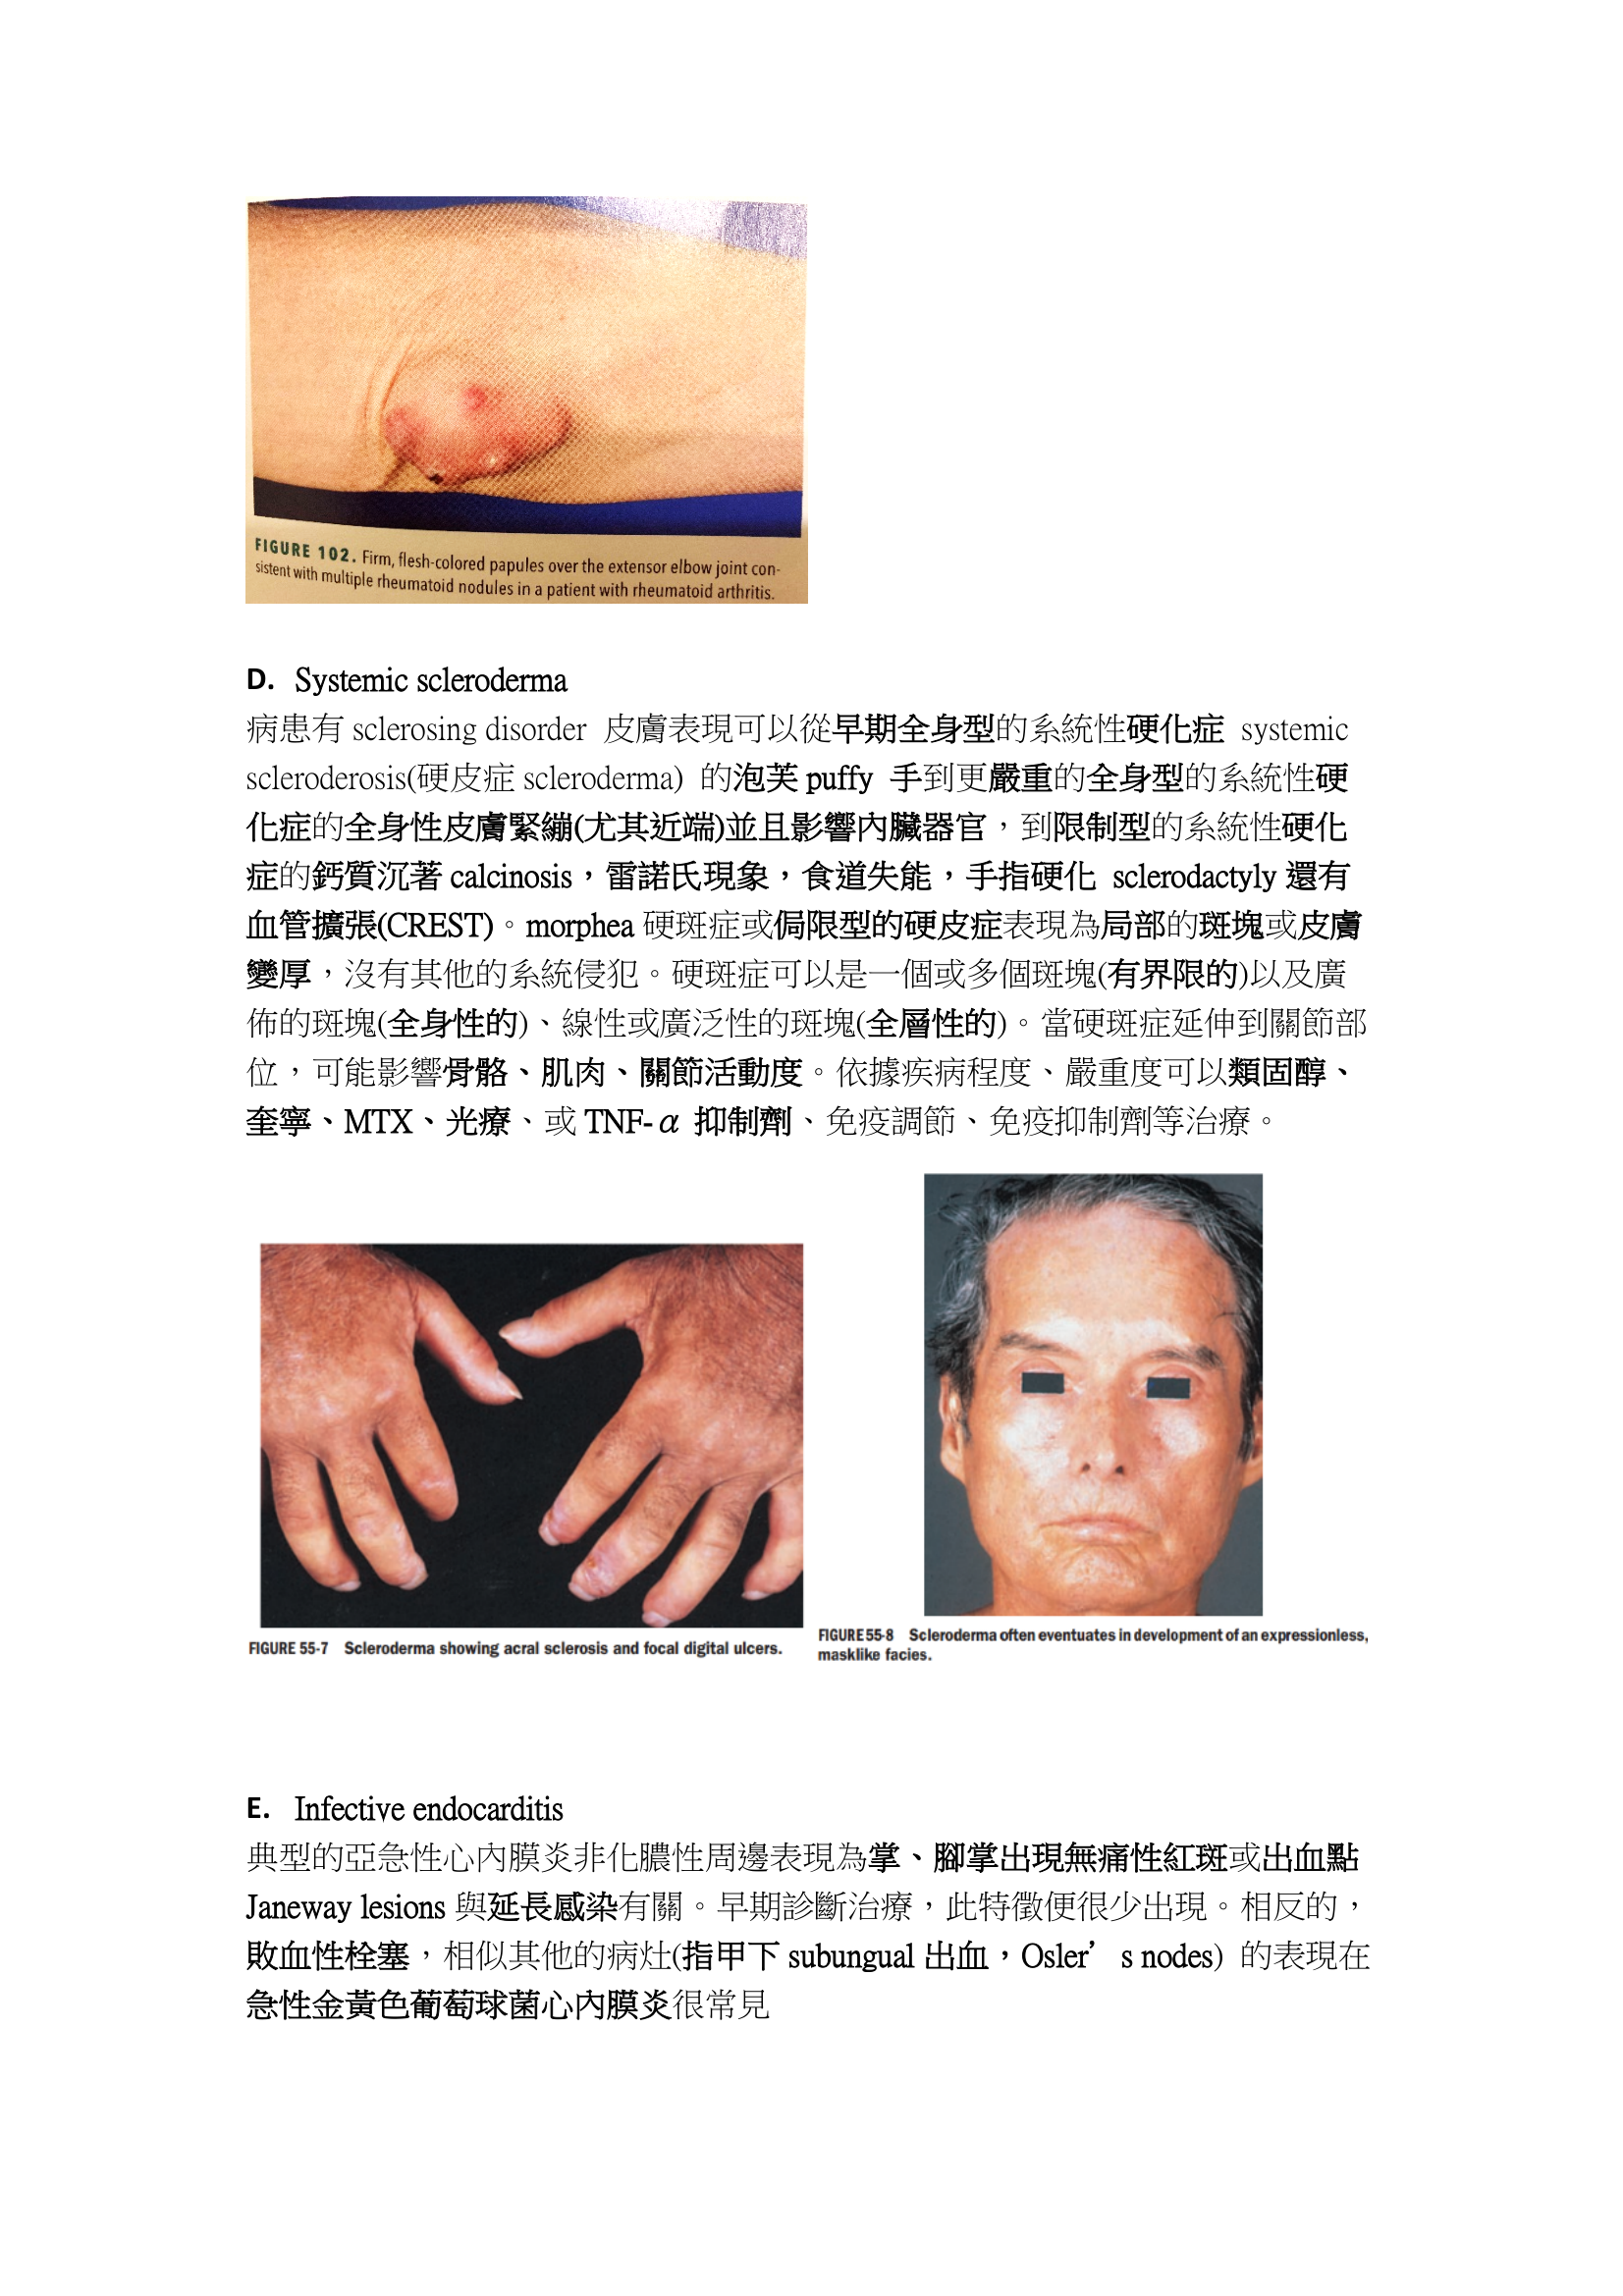 FIGURE 102. Firm, flesh-colored papules over the extensor elbow joint con-
sistent with multiple rheumatoid nodules in a patient with rheumatoid arthritis.
D. Systemic scleroderma
病患有 sclerosing disorder 皮膚表現可以從早期全身型的系統性硬化症 systemic
scleroderosis(硬皮症 scleroderma) 的泡芙 puffy 手到更嚴重的全身型的系統性硬
化症的全身性皮膚緊繃(尤其近端)並且影響內臟器官，到限制型的系統性硬化
症的鈣質沉著 calcinosis，雷諾氏現象，食道失能，手指硬化 sclerodactyly 還有
血管擴張(CREST)。morphea 硬斑症或侷限型的硬皮症表現為局部的斑塊或皮膚
變厚，沒有其他的系統侵犯。硬斑症可以是一個或多個斑塊(有界限的)以及廣
佈的斑塊(全身性的)、線性或廣泛性的斑塊(全層性的)。當硬斑症延伸到關節部
位，可能影響骨骼、肌肉、關節活動度。依據疾病程度、嚴重度可以類固醇、
奎寧、MTX、光療、或 TNF-α 抑制劑、免疫調節、免疫抑制劑等治療。
FIGURE 55-7 Scleroderma showing acral sclerosis and focal digital ulcers.
FIGURE 55-8 Scleroderma often eventuates in development of an expressionless,
masklike facies.
E. Infective endocarditis
典型的亞急性心內膜炎非化膿性周邊表現為掌、腳掌出現無痛性紅斑或出血點
Janeway lesions 與延長感染有關。早期診斷治療，此特徵便很少出現。相反的，
敗血性栓塞，相似其他的病灶(指甲下 subungual 出血，Osler’s nodes) 的表現在
急性金黃色葡萄球菌心內膜炎很常見